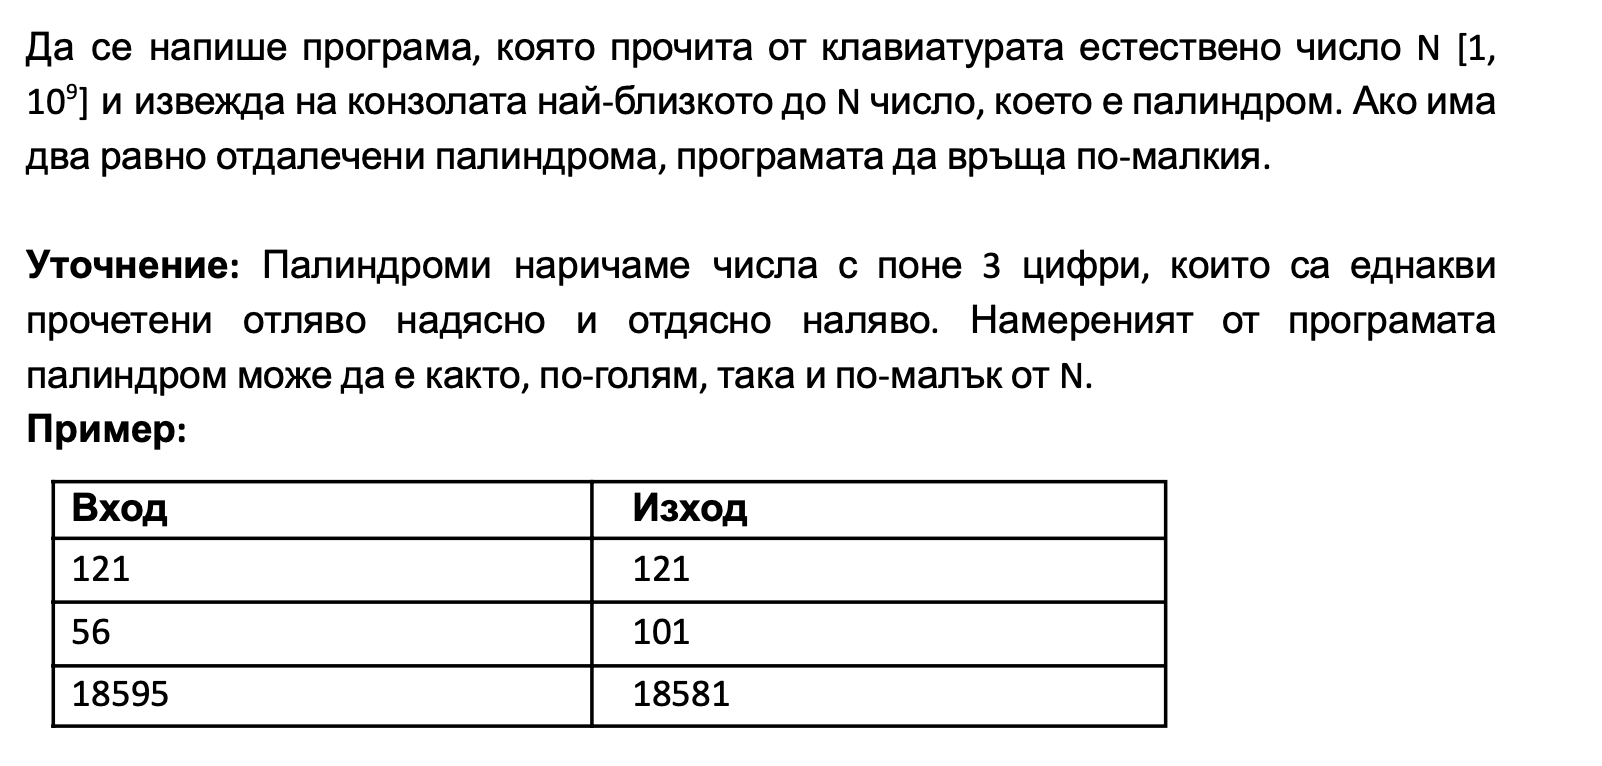 Да се напише програма, която прочита от клавиатурата естествено число N [1,
10⁹] и извежда на конзолата най-близкото до N число, което е палиндром. Ако има
два равно отдалечени палиндрома, програмата да връща по-малкия.
Уточнение: Палиндроми наричаме числа с поне 3 цифри, които са еднакви
прочетени отляво надясно и отдясно наляво. Намереният от програмата
палиндром може да е както, по-голям, така и по-малък от N.
Пример:
Вход Изход
121 121
56 101
18595 18581